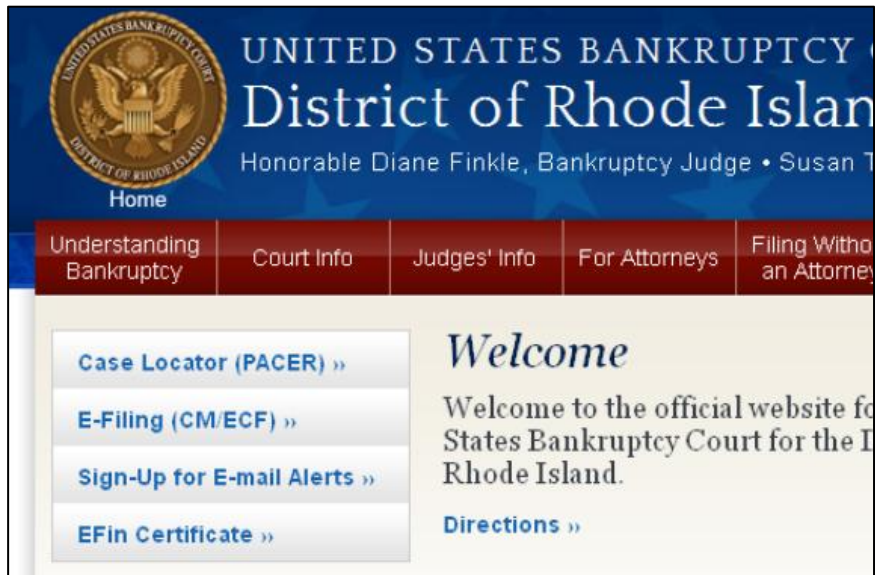 UNITED STATES BANKRUPTCY COURT
DISTRICT OF RHODE ISLAND
Home
UNITED STATES BANKRUPTCY
District of Rhode Islan
Honorable Diane Finkle, Bankruptcy Judge • Susan T
Understanding
Bankruptcy
Court Info
Judges' Info
For Attorneys
Filing Witho
an Attorney
Case Locator (PACER) »
E-Filing (CM/ECF) »
Sign-Up for E-mail Alerts »
EFin Certificate »
Welcome
Welcome to the official website fo
States Bankruptcy Court for the
Rhode Island.
Directions »